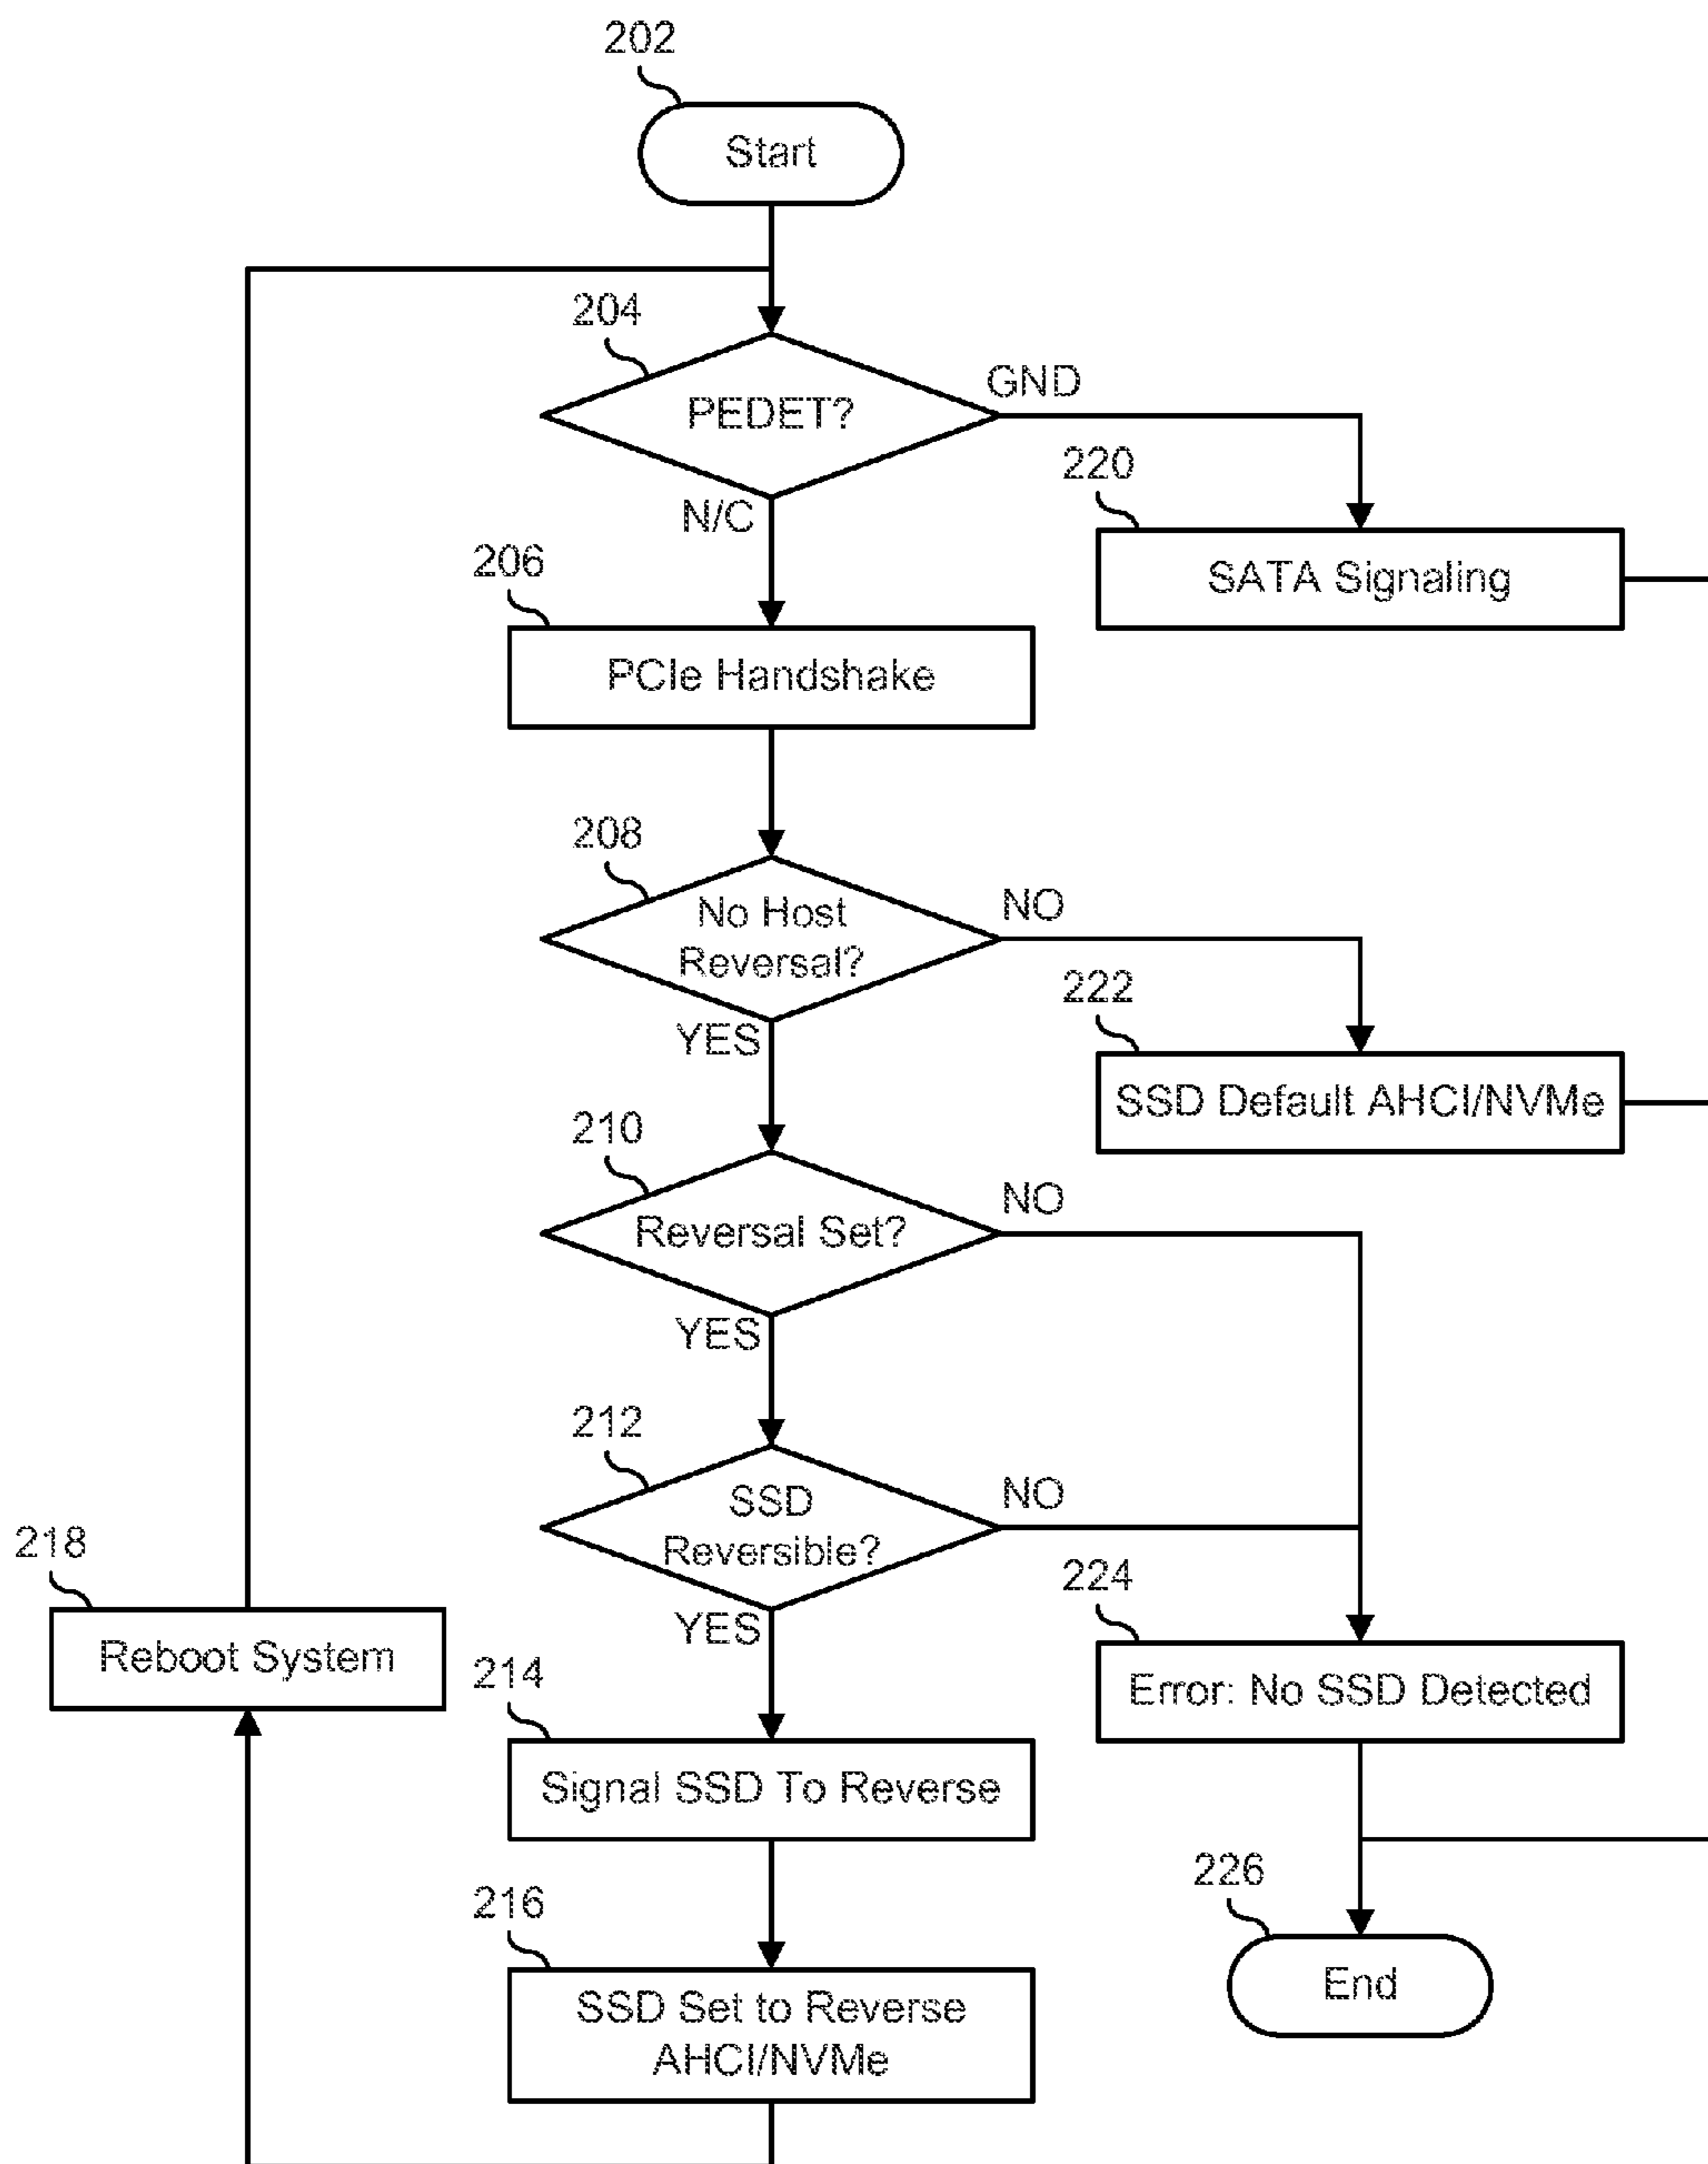 202
Start
204
PEDET?
GND
N/C
220
SATA Signaling
206
PCIe Handshake
208
No Host
Reversal?
NO
YES
222
SSD Default AHCI/NVMe
210
Reversal Set?
NO
YES
212
SSD
Reversible?
NO
YES
218
Reboot System
224
Error: No SSD Detected
214
Signal SSD To Reverse
226
End
216
SSD Set to Reverse
AHCI/NVMe